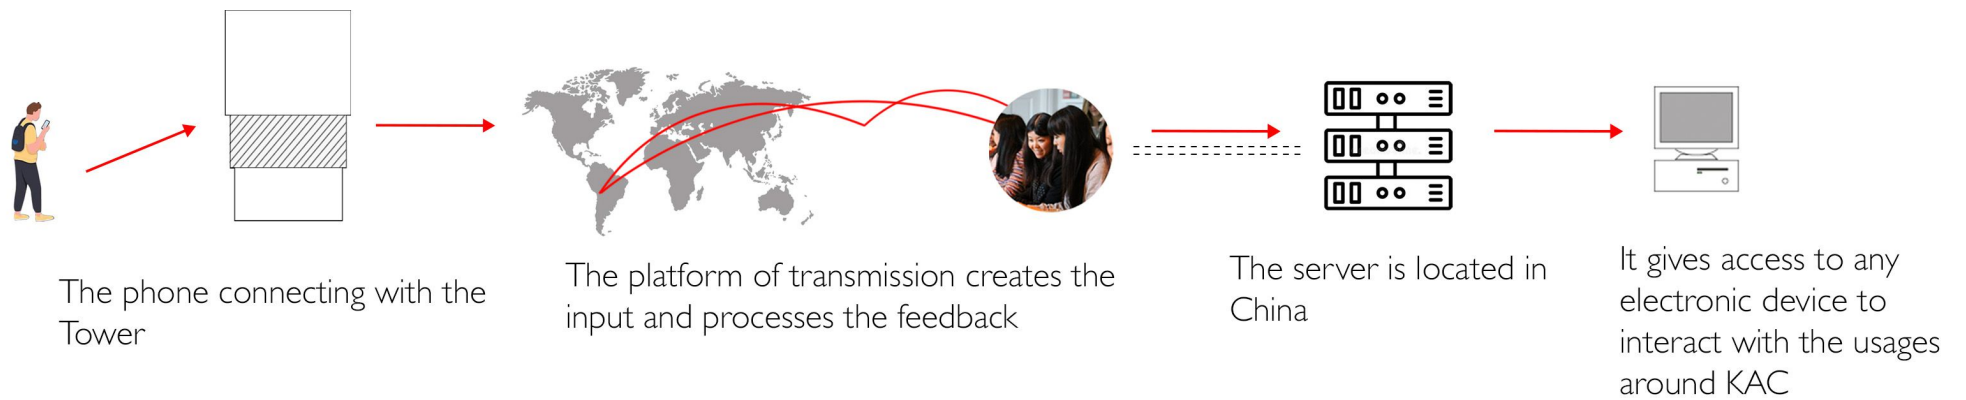 The phone connecting with the
Tower
The platform of transmission creates the
input and processes the feedback
The server is located in
China
It gives access to any
electronic device to
interact with the usages
around KAC